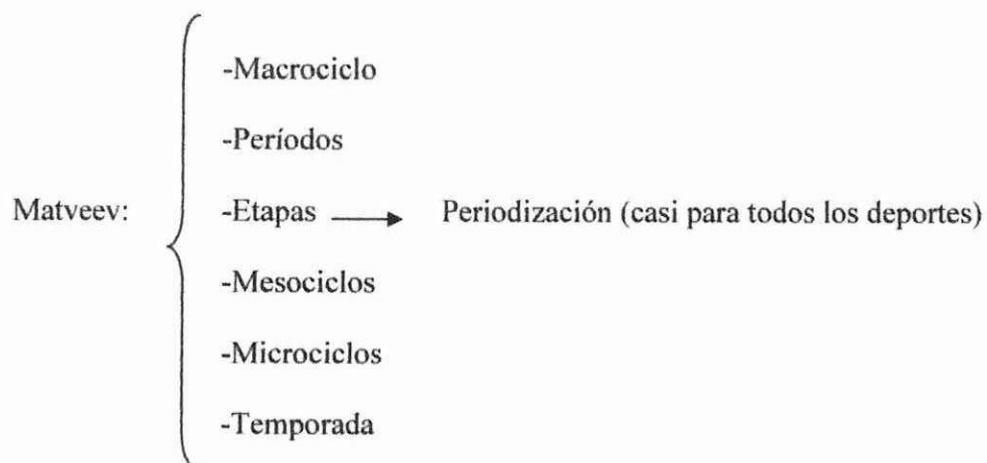 -Macrociclo
-Períodos
Matveev: -Etapas → Periodización (casi para todos los deportes)
-Mesociclos
-Microciclos
-Temporada